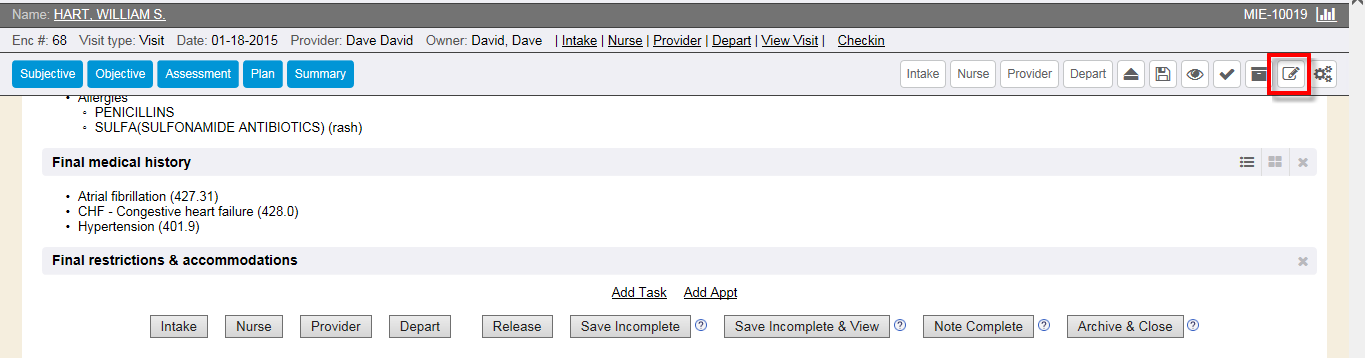 Name: HART, WILLIAM S. MIE-10019
Enc #: 68 Visit type: Visit Date: 01-18-2015 Provider: Dave David Owner: David, Dave | Intake | Nurse | Provider | Depart | View Visit | Checkin
Subjective Objective Assessment Plan Summary Intake Nurse Provider Depart
• Allergies
◦ PENICILLINS
◦ SULFA(SULFONAMIDE ANTIBIOTICS) (rash)
Final medical history
• Atrial fibrillation (427.31)
• CHF - Congestive heart failure (428.0)
• Hypertension (401.9)
Final restrictions & accommodations
Add Task Add Appt
Intake Nurse Provider Depart Release Save Incomplete ? Save Incomplete & View ? Note Complete ? Archive & Close ?